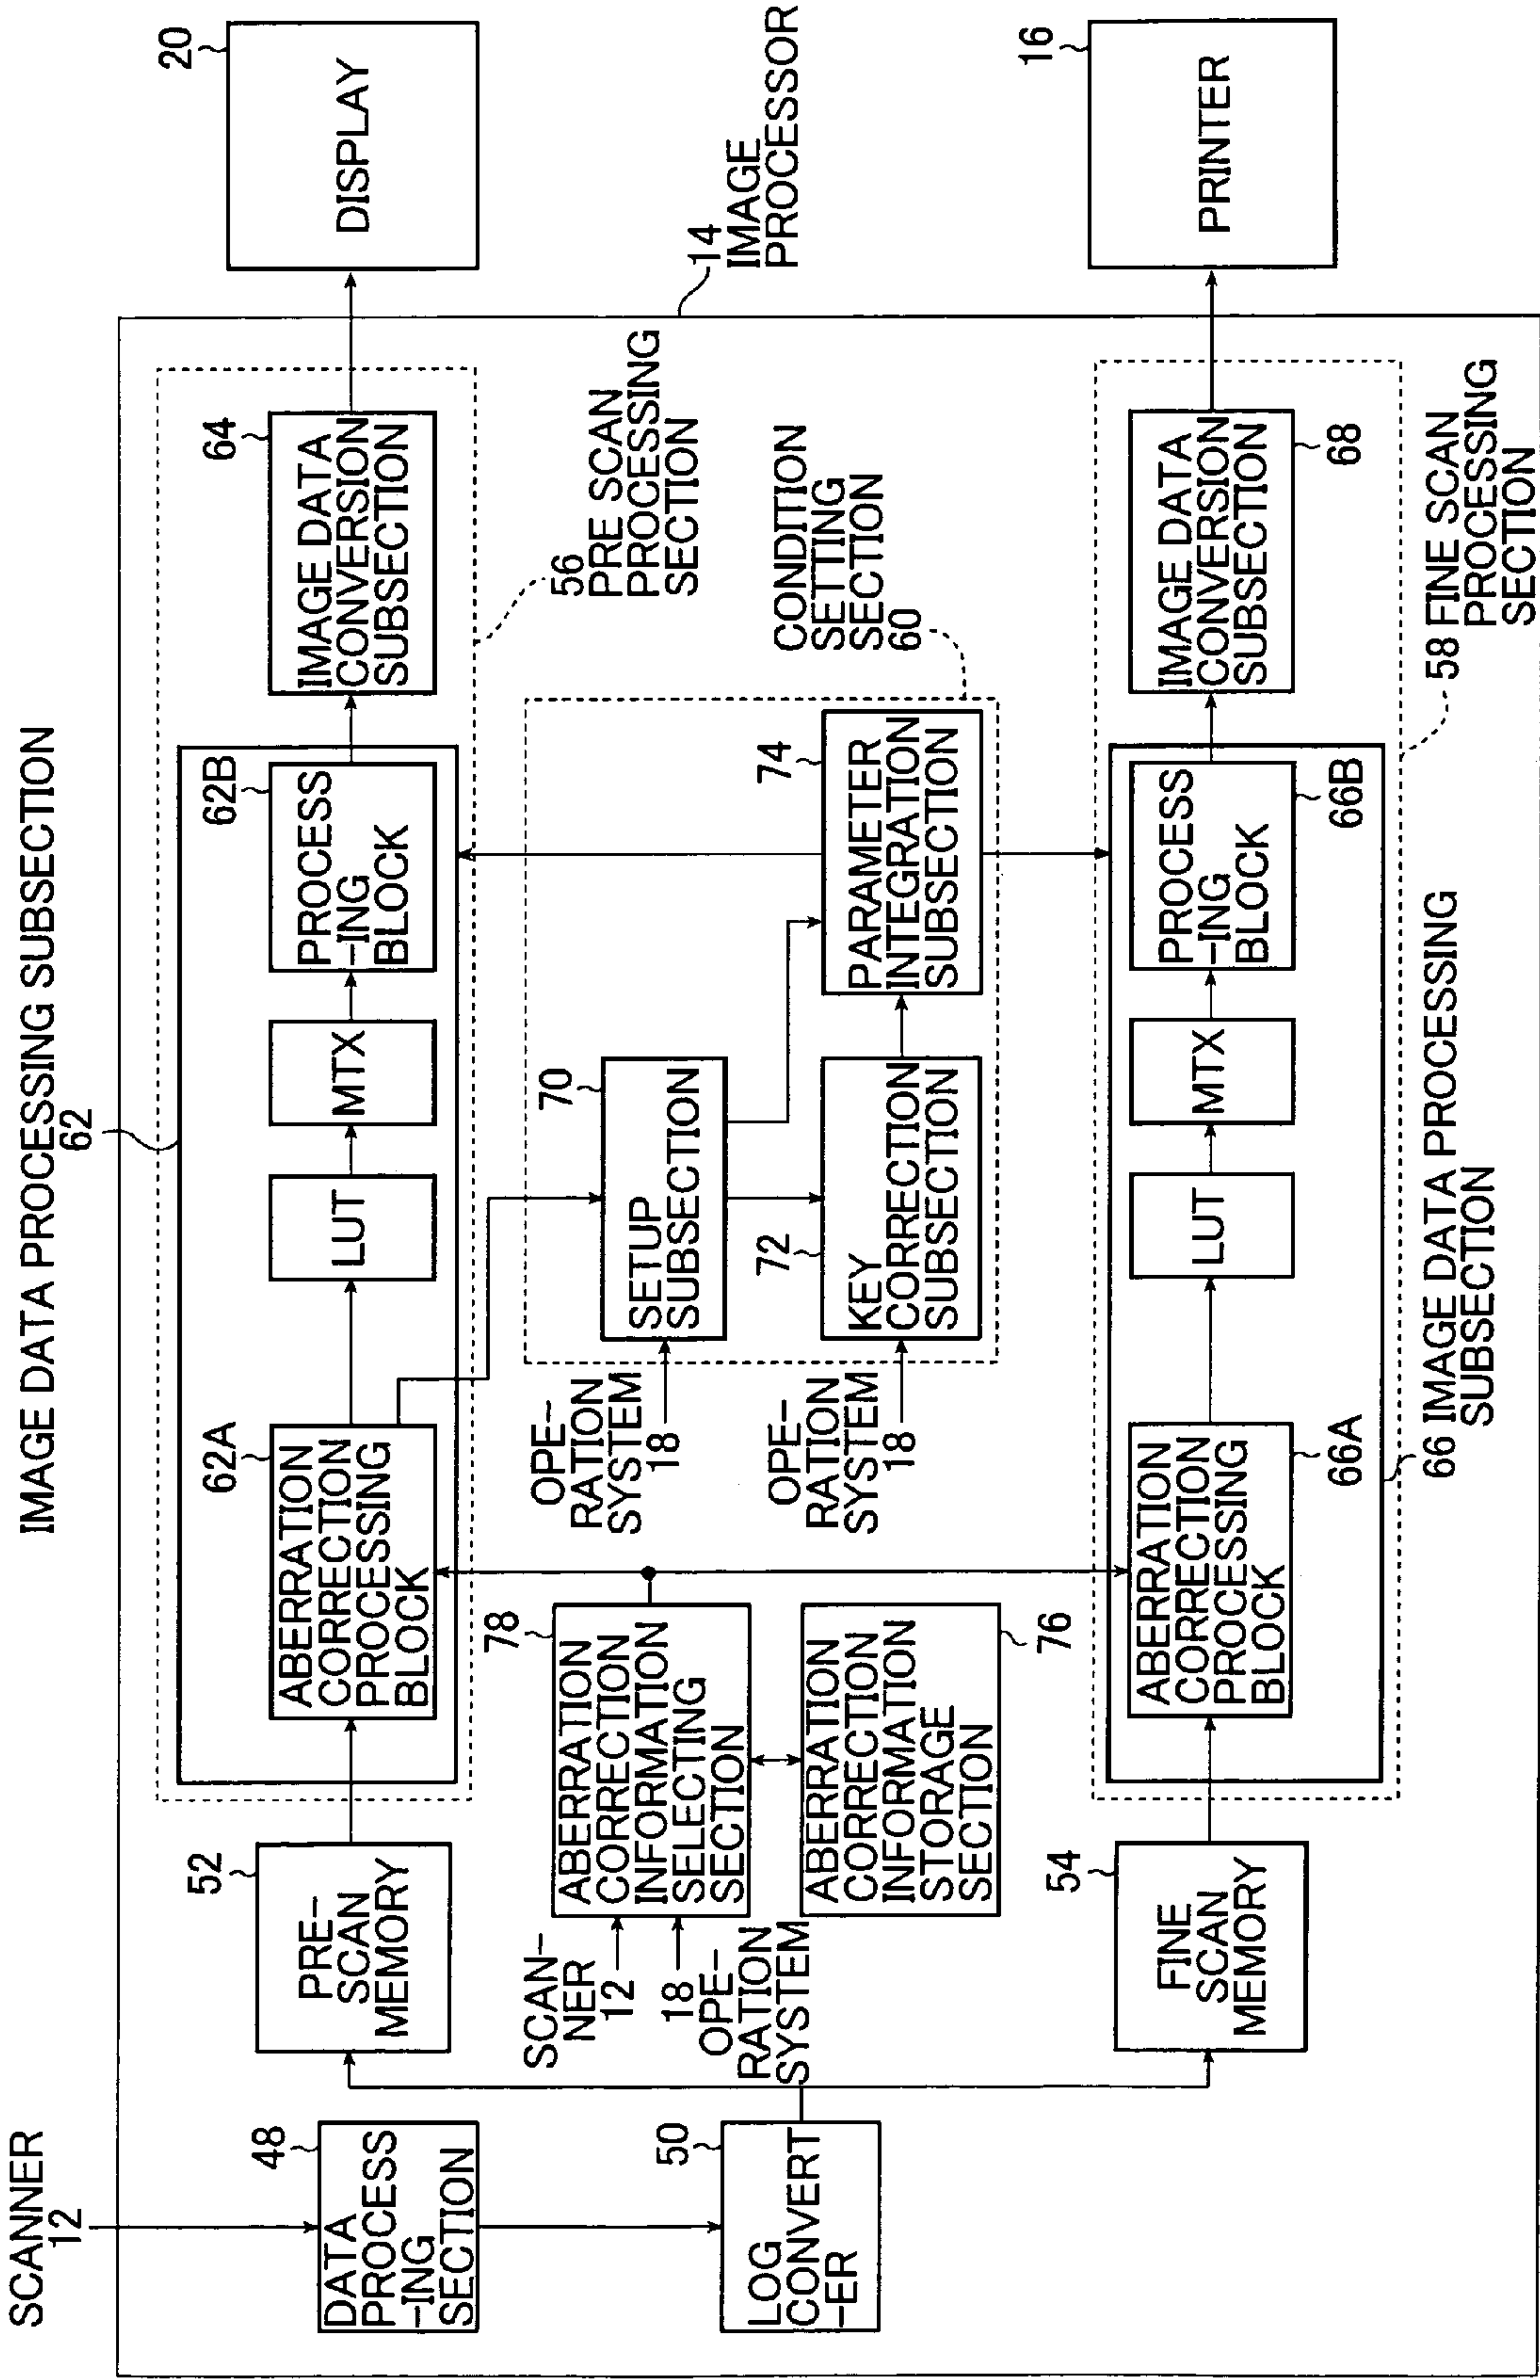 IMAGE DATA PROCESSING SUBSECTION
62
SCANNER
12
48
DATA
PROCESS
-ING
SECTION
50
LOG
CONVERT
-ER
52
PRE-
SCAN
MEMORY
62A
ABERRATION
CORRECTION
PROCESSING
BLOCK
LUT
MTX
62B
PROCESS
-ING
BLOCK
64
IMAGE DATA
CONVERSION
SUBSECTION
20
DISPLAY
56
PRE SCAN
PROCESSING
SECTION
14
IMAGE
PROCESSOR
SCAN-
NER
12
18
OPE-
RATION
SYSTEM
78
ABERRATION
CORRECTION
INFORMATION
SELECTING
SECTION
ABERRATION
CORRECTION
INFORMATION
STORAGE
SECTION
76
OPE-
RATION
SYSTEM
18
70
SETUP
SUBSECTION
OPE-
RATION
SYSTEM
18
72
KEY
CORRECTION
SUBSECTION
74
PARAMETER
INTEGRATION
SUBSECTION
CONDITION
SETTING
SECTION
60
54
FINE
SCAN
MEMORY
ABERRATION
CORRECTION
PROCESSING
BLOCK
66A
LUT
MTX
PROCESS
-ING
BLOCK
66B
IMAGE DATA
CONVERSION
SUBSECTION
68
16
PRINTER
66 IMAGE DATA PROCESSING
SUBSECTION
58 FINE SCAN
PROCESSING
SECTION